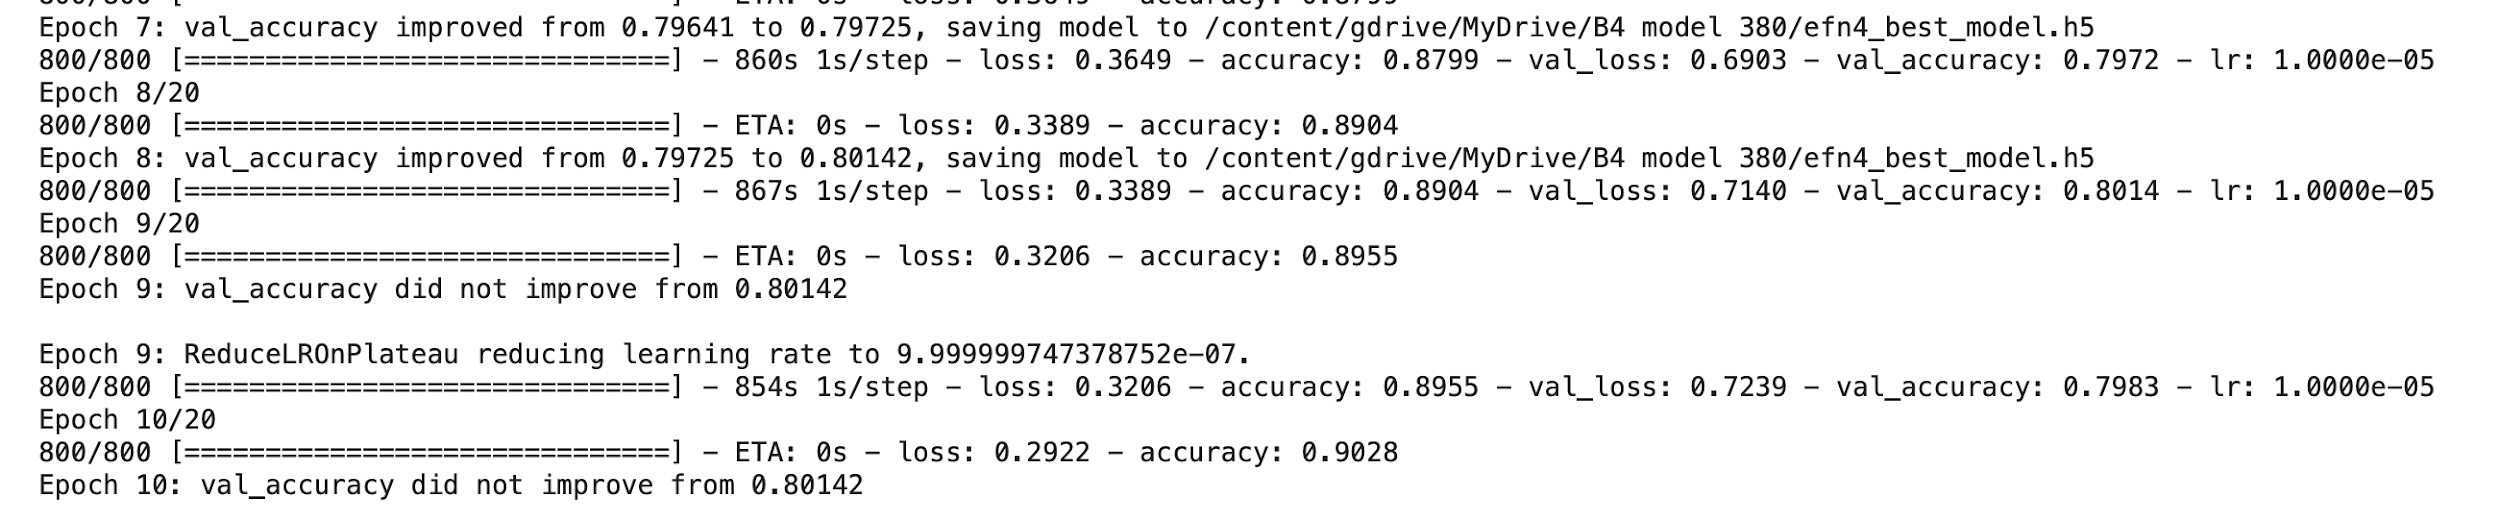 Epoch 7: val_accuracy improved from 0.79641 to 0.79725, saving model to /content/gdrive/MyDrive/B4 model 380/efn4_best_model.h5
800/800 [==============================] – 860s 1s/step – loss: 0.3649 – accuracy: 0.8799 – val_loss: 0.6903 – val_accuracy: 0.7972 – lr: 1.0000e–05
Epoch 8/20
800/800 [==============================] – ETA: 0s – loss: 0.3389 – accuracy: 0.8904
Epoch 8: val_accuracy improved from 0.79725 to 0.80142, saving model to /content/gdrive/MyDrive/B4 model 380/efn4_best_model.h5
800/800 [==============================] – 867s 1s/step – loss: 0.3389 – accuracy: 0.8904 – val_loss: 0.7140 – val_accuracy: 0.8014 – lr: 1.0000e–05
Epoch 9/20
800/800 [==============================] – ETA: 0s – loss: 0.3206 – accuracy: 0.8955
Epoch 9: val_accuracy did not improve from 0.80142
Epoch 9: ReduceLROnPlateau reducing learning rate to 9.999999747378752e–07.
800/800 [==============================] – 854s 1s/step – loss: 0.3206 – accuracy: 0.8955 – val_loss: 0.7239 – val_accuracy: 0.7983 – lr: 1.0000e–05
Epoch 10/20
800/800 [==============================] – ETA: 0s – loss: 0.2922 – accuracy: 0.9028
Epoch 10: val_accuracy did not improve from 0.80142